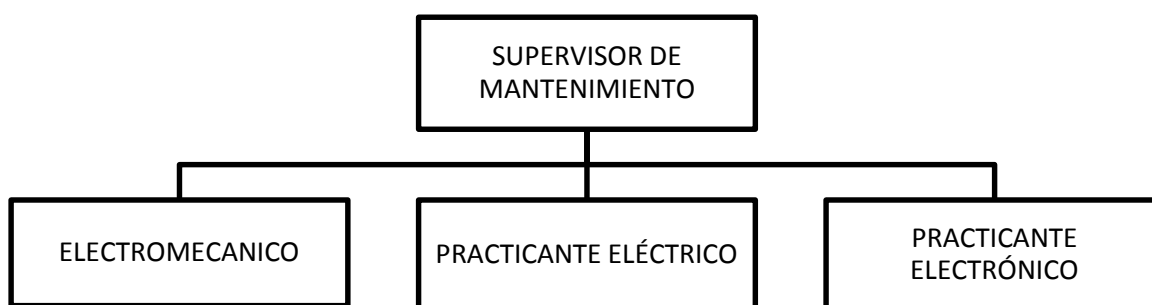 SUPERVISOR DE
MANTENIMIENTO
ELECTROMECANICO
PRACTICANTE ELÉCTRICO
PRACTICANTE
ELECTRÓNICO